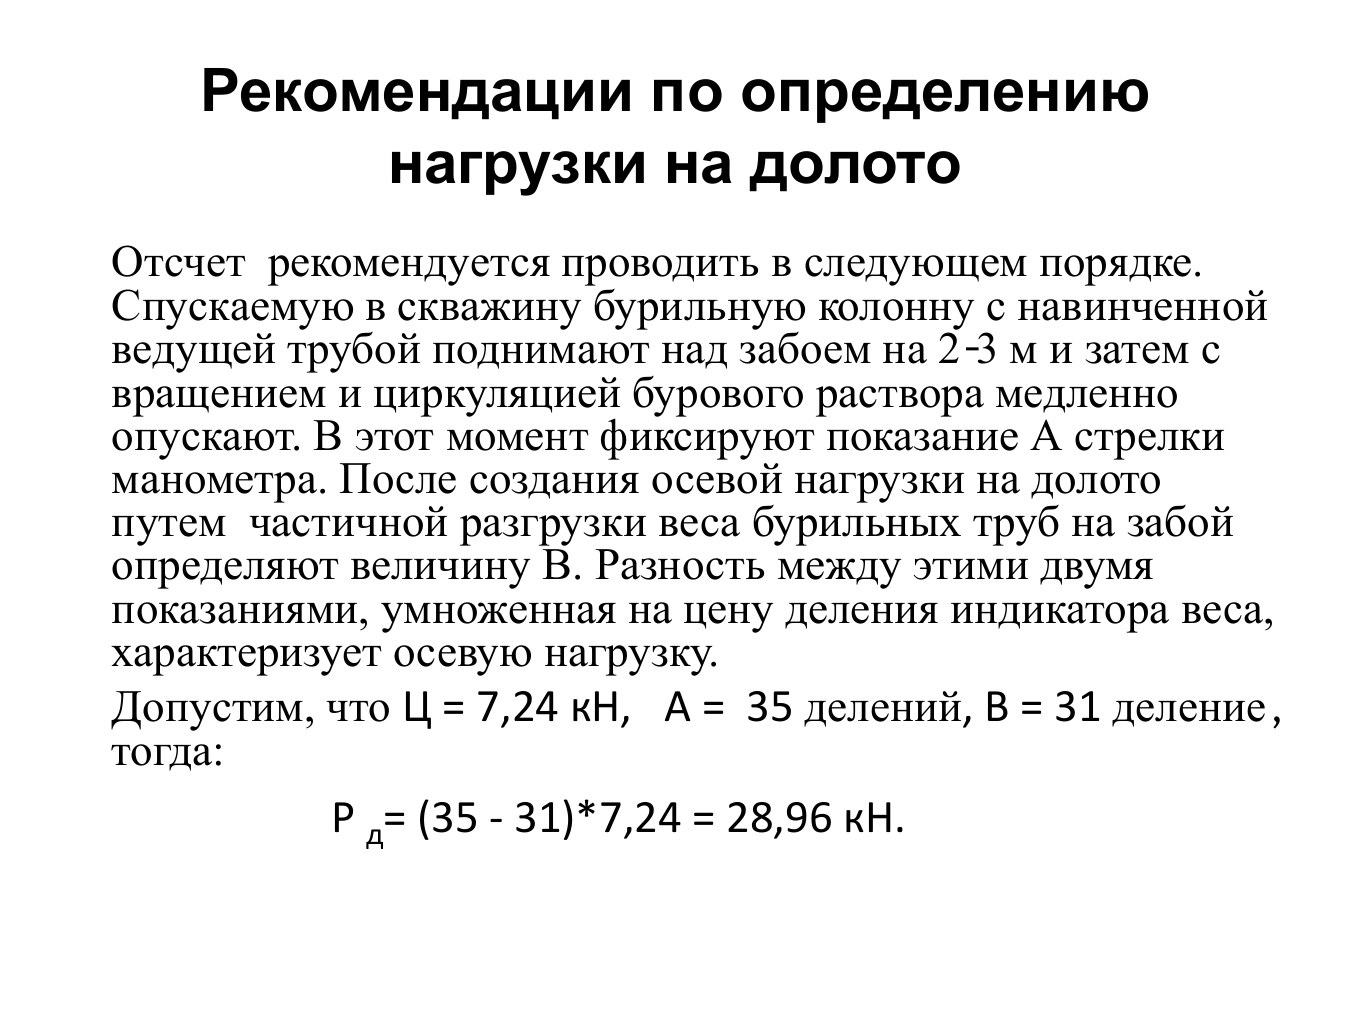 Рекомендации по определению
нагрузки на долото
Отсчет  рекомендуется проводить в следующем порядке.
Спускаемую в скважину бурильную колонну с навинченной
ведущей трубой поднимают над забоем на 2-3 м и затем с
вращением и циркуляцией бурового раствора медленно
опускают. В этот момент фиксируют показание А стрелки
манометра. После создания осевой нагрузки на долото
путем  частичной разгрузки веса бурильных труб на забой
определяют величину В. Разность между этими двумя
показаниями, умноженная на цену деления индикатора веса,
характеризует осевую нагрузку.
Допустим, что Ц = 7,24 кН,   А =  35 делений, В = 31 деление,
тогда:
Р д= (35 - 31)*7,24 = 28,96 кН.